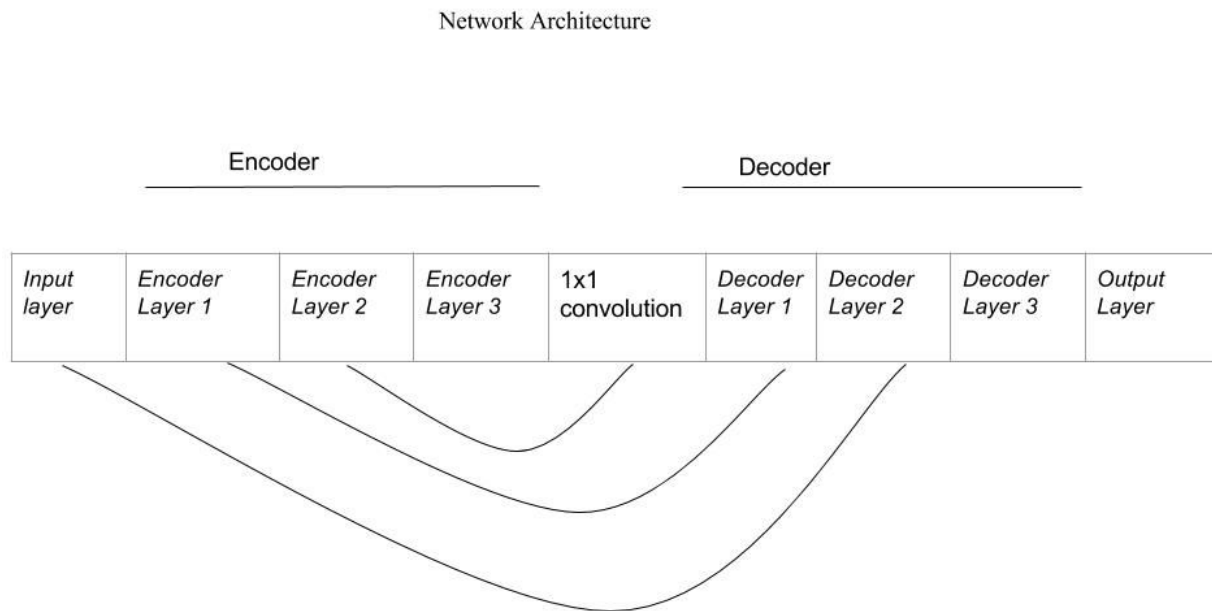 Network Architecture
Encoder
Decoder
Input
layer
Encoder
Layer 1
Encoder
Layer 2
Encoder
Layer 3
1x1
convolution
Decoder
Layer 1
Decoder
Layer 2
Decoder
Layer 3
Output
Layer